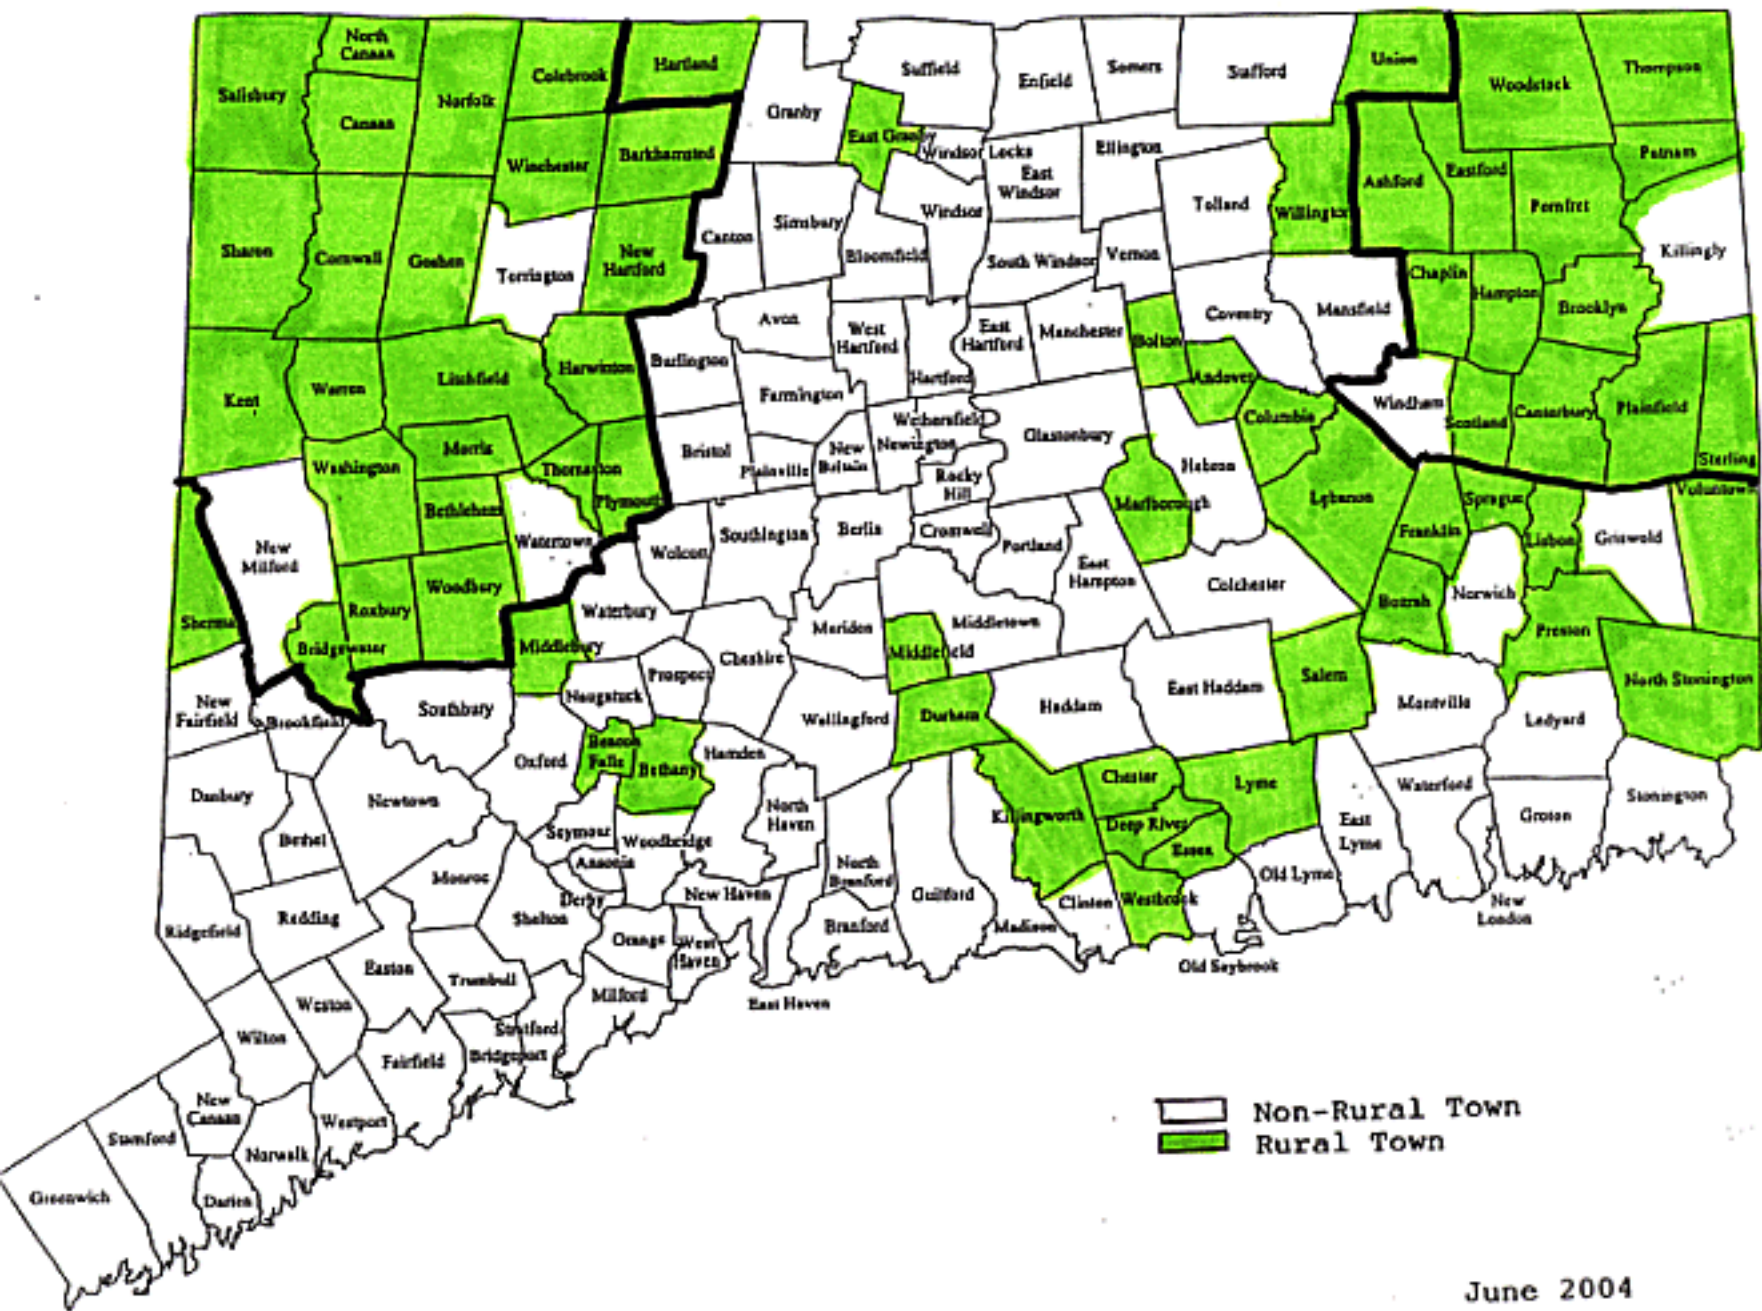 North
Canaan
Colebrook
Hartland
Suffield
Enfield
Somers
Stafford
Union
Woodstock
Thompson
Salisbury
Canaan
Norfolk
Granby
East Granby
Windsor Locks
Ellington
Winchester
Barkhamsted
East
Windsor
Tolland
Willington
Ashford
Eastford
Pomfret
Putnam
Killingly
Sharon
Cornwall
Goshen
Torrington
New
Hartford
Canton
Simsbury
Bloomfield
Windsor
South Windsor
Vernon
Coventry
Mansfield
Chaplin
Hampton
Brooklyn
Kent
Warren
Litchfield
Harwinton
Burlington
Avon
West
Hartford
Hartford
East
Hartford
Manchester
Bolton
Andover
Columbia
Windham
Scotland
Canterbury
Plainfield
Sterling
Washington
Morris
Thomaston
Plymouth
Bristol
Farmington
Plainville
New
Britain
Newington
Wethersfield
Rocky
Hill
Glastonbury
Marlborough
Hebron
Lebanon
Franklin
Sprague
Lisbon
Griswold
Voluntown
New
Milford
Bethlehem
Watertown
Wolcott
Southington
Berlin
Cromwell
Portland
East
Hampton
Colchester
Bozrah
Norwich
Preston
North Stonington
Sherma
Bridgewater
Roxbury
Woodbury
Middlebury
Waterbury
Cheshire
Meriden
Middletown
Middlefield
Salem
Montville
Ledyard
New
Fairfield
Brookfield
Southbury
Naugatuck
Prospect
Wallingford
Durham
Haddam
East Haddam
Danbury
Bethel
Newtown
Oxford
Beacon
Falls
Bethany
Hamden
North
Haven
Killingworth
Chester
Deep River
Essex
Lyme
East
Lyme
Waterford
Groton
Stonington
Ridgefield
Redding
Monroe
Seymour
Ansonia
Derby
Shelton
Woodbridge
New Haven
North
Branford
Branford
Guilford
Madison
Clinton
Westbrook
Old Lyme
New
London
Old Saybrook
East Haven
Easton
Trumbull
Orange
West
Haven
Milford
Wilton
Weston
Stratford
Bridgeport
Fairfield
New
Canaan
Westport
Norwalk
Stamford
Darien
Greenwich
Non-Rural Town
Rural Town
June 2004